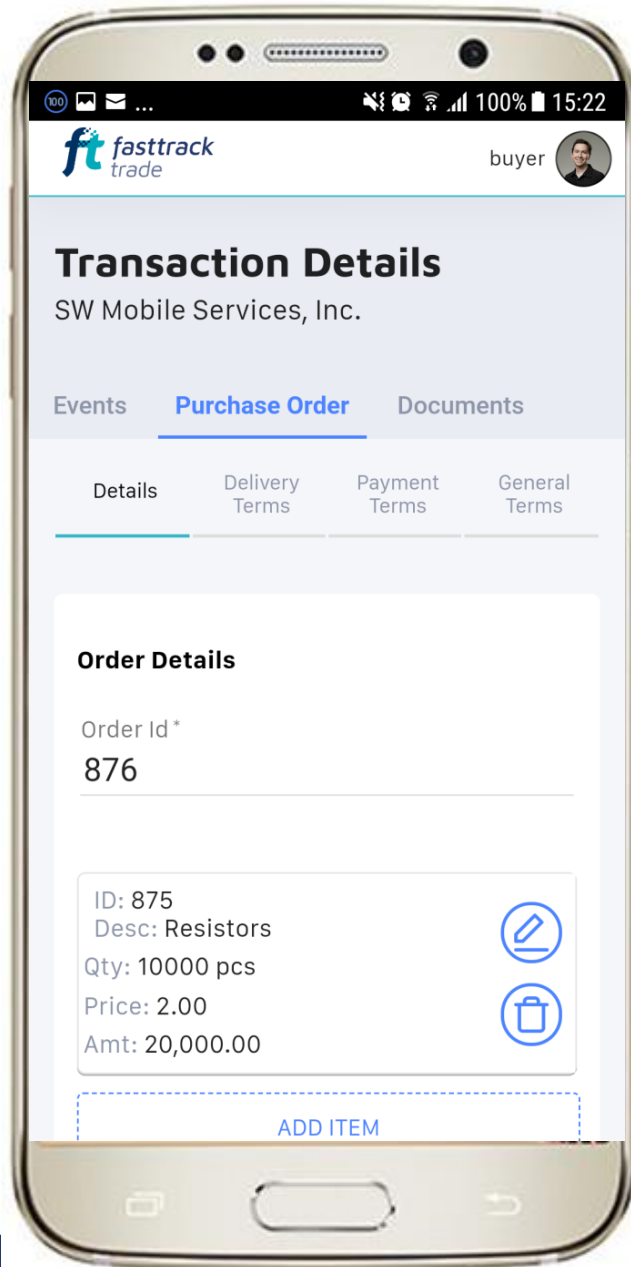 100 ... 100% 15:22
ft fasttrack
trade
buyer
Transaction Details
SW Mobile Services, Inc.
Events Purchase Order Documents
Details Delivery Terms Payment Terms General Terms
Order Details
Order Id *
876
ID: 875
Desc: Resistors
Qty: 10000 pcs
Price: 2.00
Amt: 20,000.00
ADD ITEM